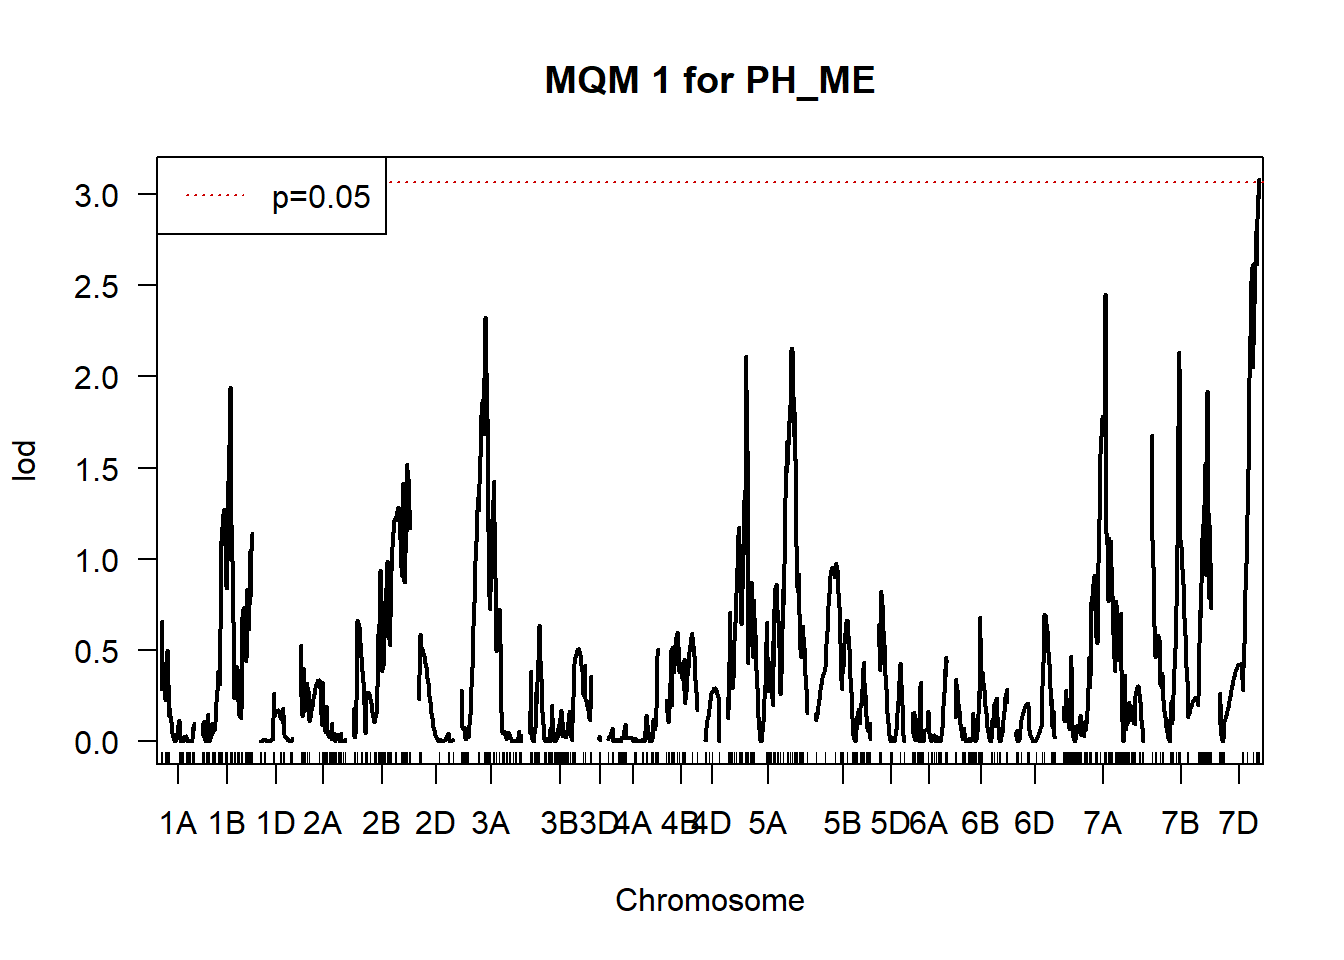 MQM 1 for PH_ME
p=0.05
3.0
2.5
2.0
1.5
1.0
0.5
0.0
lod
1A 1B 1D 2A 2B 2D 3A 3B 3D 4A 4B 4D 5A 5B 5D 6A 6B 6D 7A 7B 7D
Chromosome